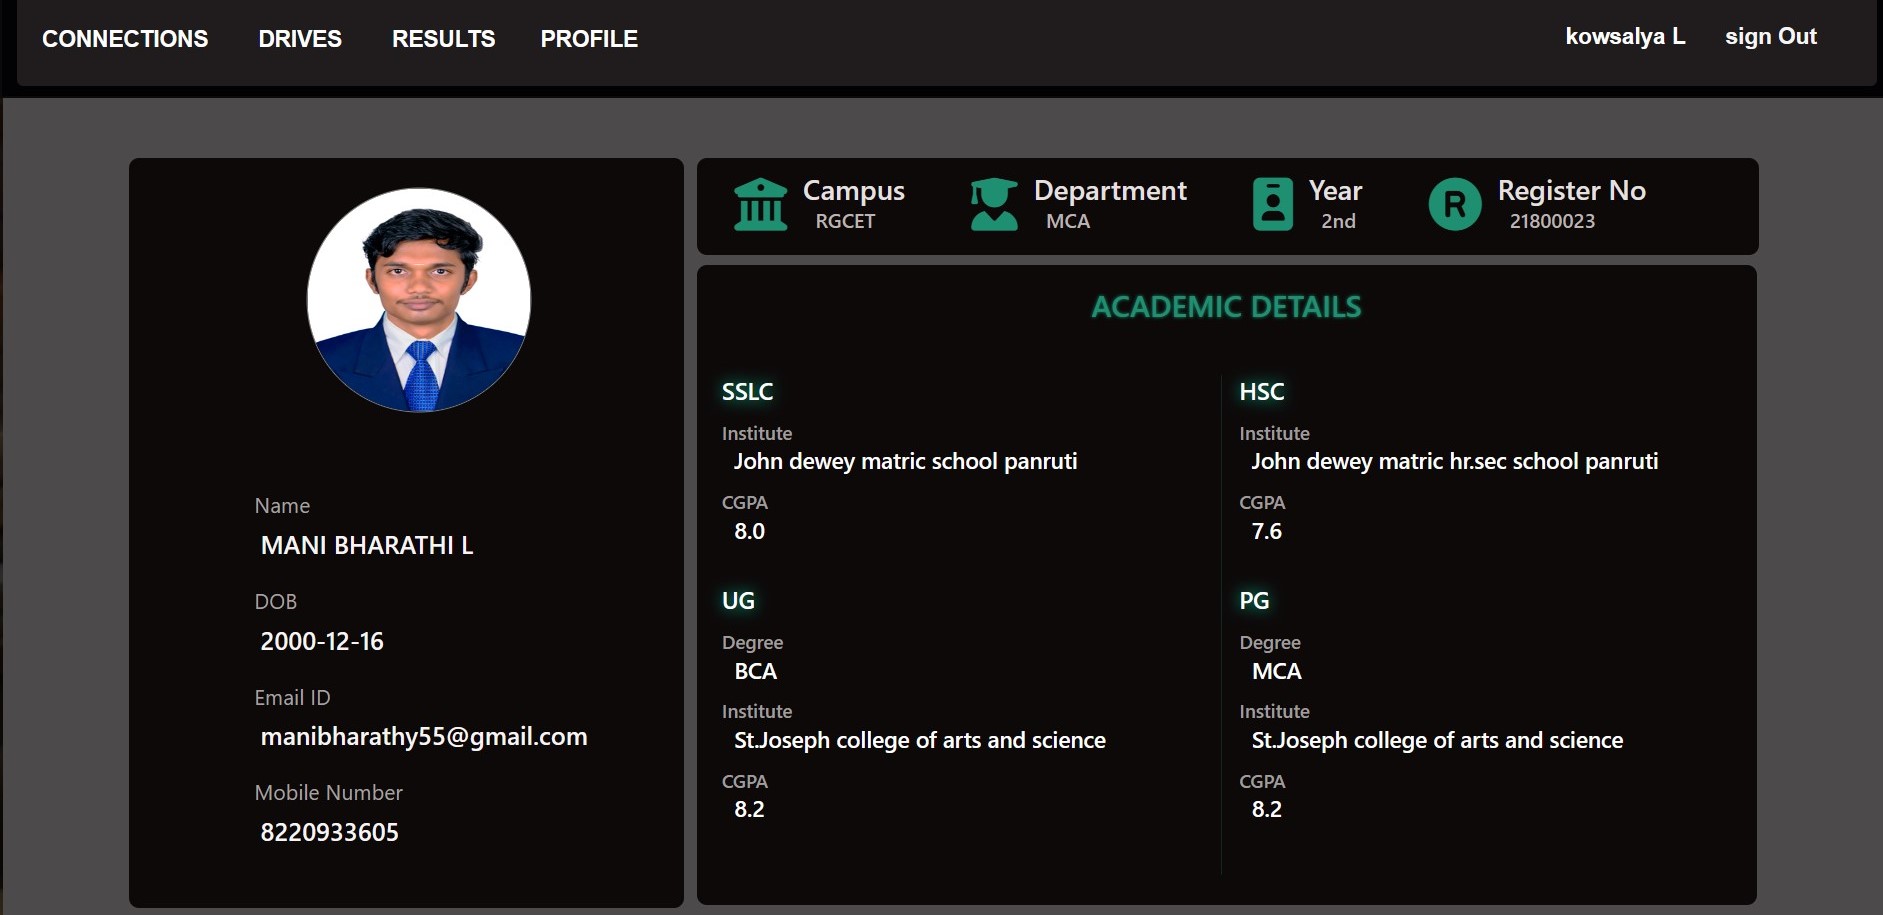 CONNECTIONS DRIVES RESULTS PROFILE kowsalya L sign Out
Campus
RGCET
Department
MCA
Year
2nd
R
Register No
21800023
Name
MANI BHARATHI L
DOB
2000-12-16
Email ID
manibharathy55@gmail.com
Mobile Number
8220933605
ACADEMIC DETAILS
SSLC
Institute
John dewey matric school panruti
CGPA
8.0
HSC
Institute
John dewey matric hr.sec school panruti
CGPA
7.6
UG
Degree
BCA
Institute
St.Joseph college of arts and science
CGPA
8.2
PG
Degree
MCA
Institute
St.Joseph college of arts and science
CGPA
8.2